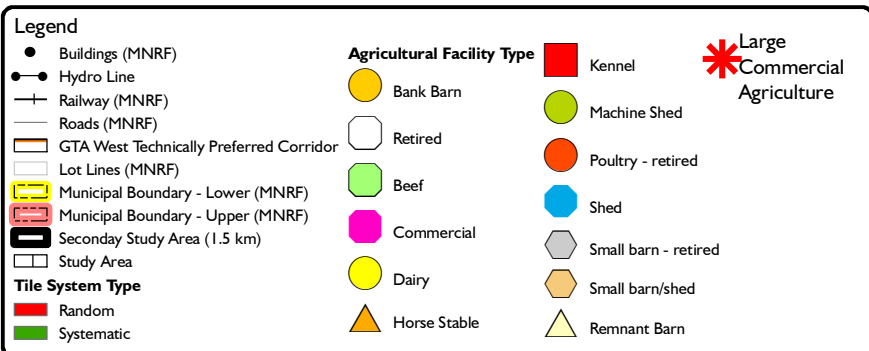 Legend
Buildings (MNRF)
Hydro Line
Railway (MNRF)
Roads (MNRF)
GTA West Technically Preferred Corridor
Lot Lines (MNRF)
Municipal Boundary - Lower (MNRF)
Municipal Boundary - Upper (MNRF)
Seconday Study Area (1.5 km)
Study Area
Tile System Type
Random
Systematic
Agricultural Facility Type
Bank Barn
Retired
Beef
Commercial
Dairy
Horse Stable
Kennel
Machine Shed
Poultry - retired
Shed
Small barn - retired
Small barn/shed
Remnant Barn
Large
Commercial
Agriculture